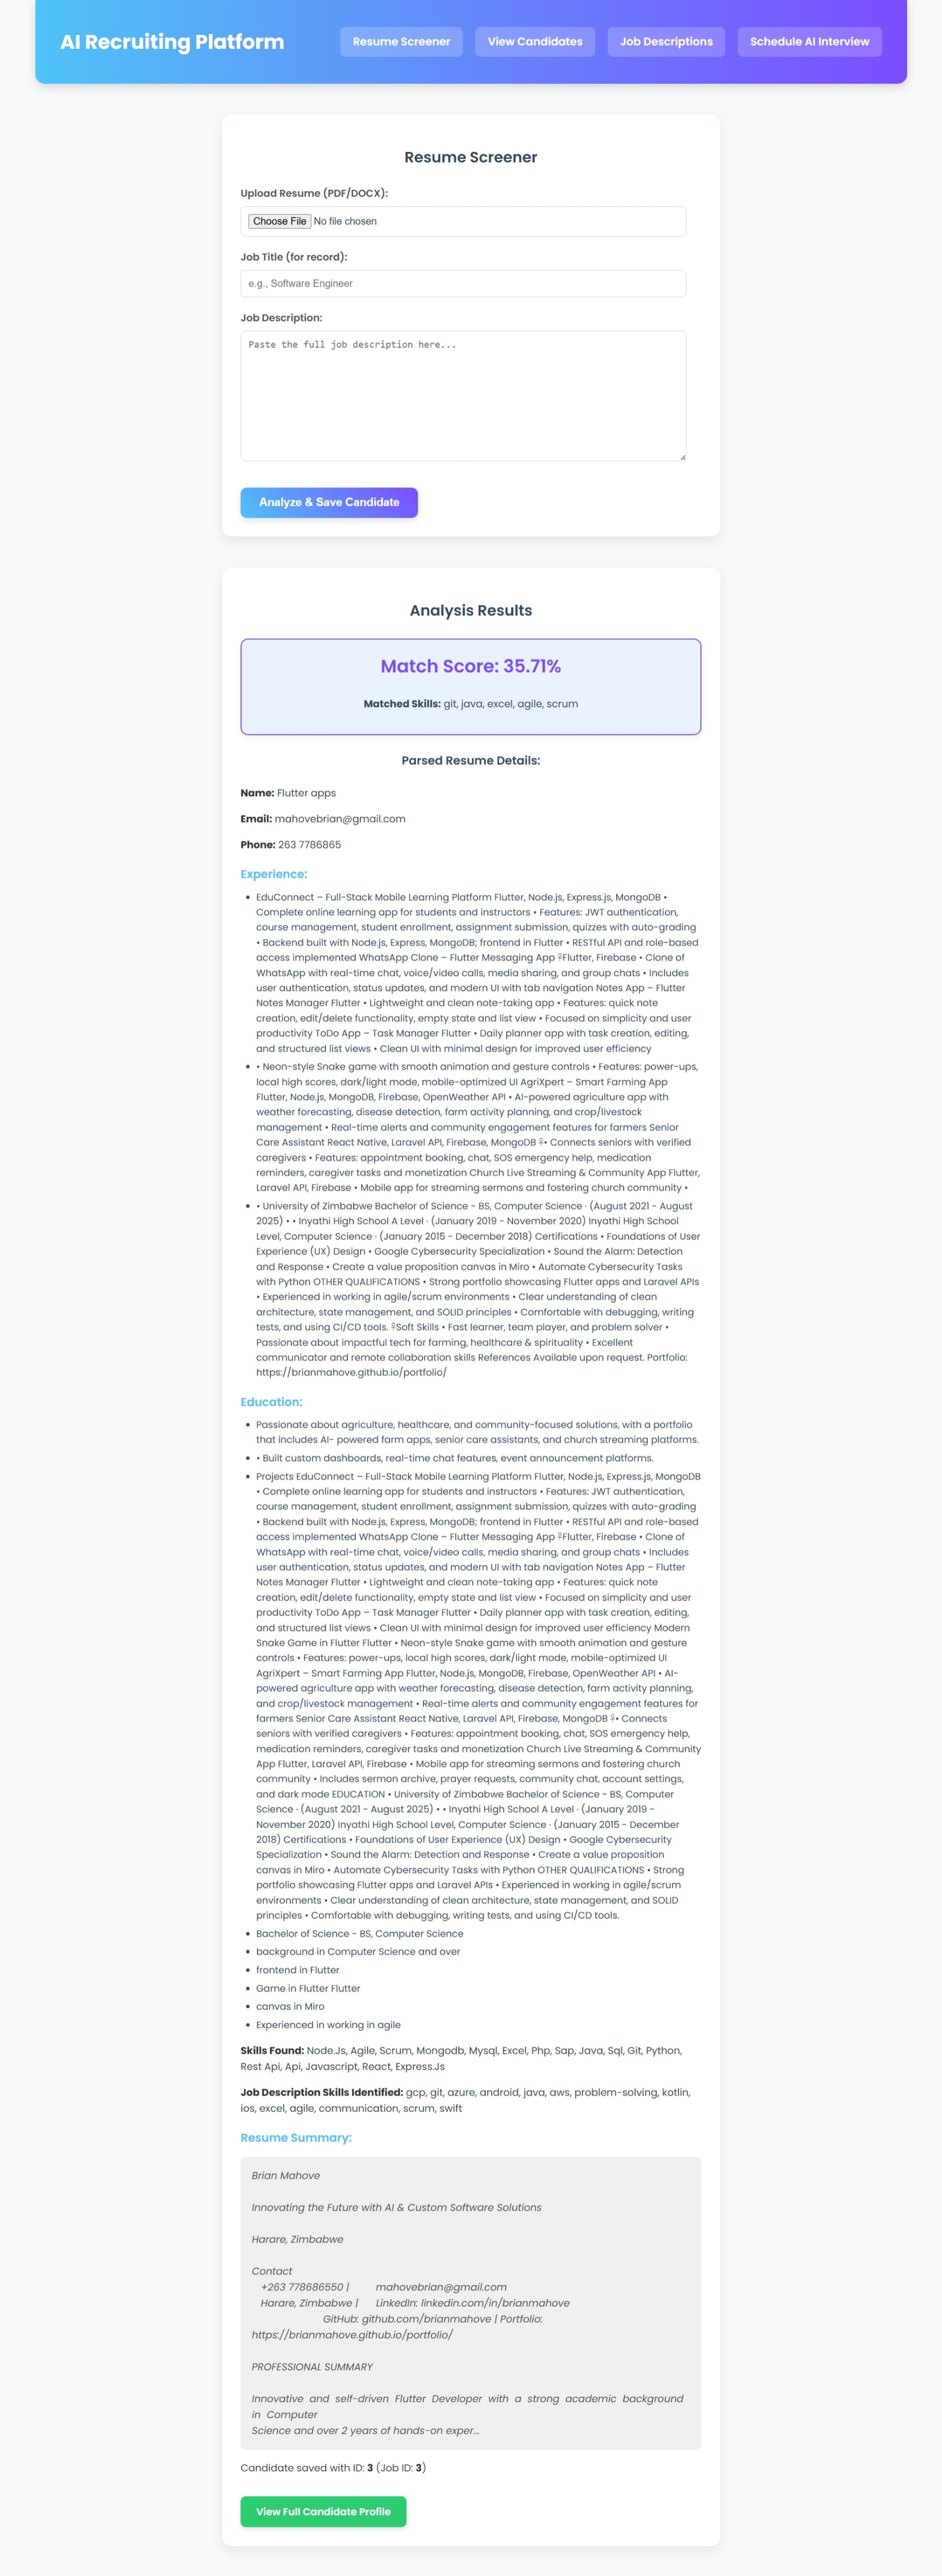 AI Recruiting Platform
Resume Screener
View Candidates
Job Descriptions
Schedule AI Interview
Resume Screener
Upload Resume (PDF/DOCX):
Choose File No file chosen
Job Title (for record):
e.g., Software Engineer
Job Description:
Paste the full job description here...
Analyze & Save Candidate
Analysis Results
Match Score: 35.71%
Matched Skills: git, java, excel, agile, scrum
Parsed Resume Details:
Name: Flutter apps
Email: mahovebrian@gmail.com
Phone: 263 7786865
Experience:
• EduConnect – Full-Stack Mobile Learning Platform Flutter, Node.js, Express.js, MongoDB •
Complete online learning app for students and instructors • Features: JWT authentication,
course management, student enrollment, assignment submission, quizzes with auto-grading
• Backend built with Node.js, Express, MongoDB; frontend in Flutter • RESTful API and role-based
access implemented WhatsApp Clone – Flutter Messaging App ♀Flutter, Firebase • Clone of
WhatsApp with real-time chat, voice/video calls, media sharing, and group chats • Includes
user authentication, status updates, and modern UI with tab navigation Notes App – Flutter
Notes Manager Flutter • Lightweight and clean note-taking app • Features: quick note
creation, edit/delete functionality, empty state and list view • Focused on simplicity and user
productivity ToDo App – Task Manager Flutter • Daily planner app with task creation, editing,
and structured list views • Clean UI with minimal design for improved user efficiency
• • Neon-style Snake game with smooth animation and gesture controls • Features: power-ups,
local high scores, dark/light mode, mobile-optimized UI AgriXpert – Smart Farming App
Flutter, Node.js, MongoDB, Firebase, OpenWeather API • AI-powered agriculture app with
weather forecasting, disease detection, farm activity planning, and crop/livestock
management • Real-time alerts and community engagement features for farmers Senior
Care Assistant React Native, Laravel API, Firebase, MongoDB ♀• Connects seniors with verified
caregivers • Features: appointment booking, chat, SOS emergency help, medication
reminders, caregiver tasks and monetization Church Live Streaming & Community App Flutter,
Laravel API, Firebase • Mobile app for streaming sermons and fostering church community •
• • University of Zimbabwe Bachelor of Science - BS, Computer Science · (August 2021 - August
2025) • • Inyathi High School A Level · (January 2019 - November 2020) Inyathi High School
Level, Computer Science · (January 2015 - December 2018) Certifications • Foundations of User
Experience (UX) Design • Google Cybersecurity Specialization • Sound the Alarm: Detection
and Response • Create a value proposition canvas in Miro • Automate Cybersecurity Tasks
with Python OTHER QUALIFICATIONS • Strong portfolio showcasing Flutter apps and Laravel APIs
• Experienced in working in agile/scrum environments • Clear understanding of clean
architecture, state management, and SOLID principles • Comfortable with debugging, writing
tests, and using CI/CD tools. ♀Soft Skills • Fast learner, team player, and problem solver •
Passionate about impactful tech for farming, healthcare & spirituality • Excellent
communicator and remote collaboration skills References Available upon request. Portfolio:
https://brianmahove.github.io/portfolio/
Education:
• Passionate about agriculture, healthcare, and community-focused solutions, with a portfolio
that includes AI- powered farm apps, senior care assistants, and church streaming platforms.
• • Built custom dashboards, real-time chat features, event announcement platforms.
• Projects EduConnect – Full-Stack Mobile Learning Platform Flutter, Node.js, Express.js, MongoDB
• Complete online learning app for students and instructors • Features: JWT authentication,
course management, student enrollment, assignment submission, quizzes with auto-grading
• Backend built with Node.js, Express, MongoDB; frontend in Flutter • RESTful API and role-based
access implemented WhatsApp Clone – Flutter Messaging App ♀Flutter, Firebase • Clone of
WhatsApp with real-time chat, voice/video calls, media sharing, and group chats • Includes
user authentication, status updates, and modern UI with tab navigation Notes App – Flutter
Notes Manager Flutter • Lightweight and clean note-taking app • Features: quick note
creation, edit/delete functionality, empty state and list view • Focused on simplicity and user
productivity ToDo App – Task Manager Flutter • Daily planner app with task creation, editing,
and structured list views • Clean UI with minimal design for improved user efficiency Modern
Snake Game in Flutter Flutter • Neon-style Snake game with smooth animation and gesture
controls • Features: power-ups, local high scores, dark/light mode, mobile-optimized UI
AgriXpert – Smart Farming App Flutter, Node.js, MongoDB, Firebase, OpenWeather API • AI-
powered agriculture app with weather forecasting, disease detection, farm activity planning,
and crop/livestock management • Real-time alerts and community engagement features for
farmers Senior Care Assistant React Native, Laravel API, Firebase, MongoDB ♀• Connects
seniors with verified caregivers • Features: appointment booking, chat, SOS emergency help,
medication reminders, caregiver tasks and monetization Church Live Streaming & Community
App Flutter, Laravel API, Firebase • Mobile app for streaming sermons and fostering church
community • Includes sermon archive, prayer requests, community chat, account settings,
and dark mode EDUCATION • University of Zimbabwe Bachelor of Science - BS, Computer
Science · (August 2021 - August 2025) • • Inyathi High School A Level · (January 2019 -
November 2020) Inyathi High School Level, Computer Science · (January 2015 - December
2018) Certifications • Foundations of User Experience (UX) Design • Google Cybersecurity
Specialization • Sound the Alarm: Detection and Response • Create a value proposition
canvas in Miro • Automate Cybersecurity Tasks with Python OTHER QUALIFICATIONS • Strong
portfolio showcasing Flutter apps and Laravel APIs • Experienced in working in agile/scrum
environments • Clear understanding of clean architecture, state management, and SOLID
principles • Comfortable with debugging, writing tests, and using CI/CD tools.
• Bachelor of Science - BS, Computer Science
• background in Computer Science and over
• frontend in Flutter
• Game in Flutter Flutter
• canvas in Miro
• Experienced in working in agile
Skills Found: Node.Js, Agile, Scrum, Mongodb, Mysql, Excel, Php, Sap, Java, Sql, Git, Python,
Rest Api, Api, Javascript, React, Express.Js
Job Description Skills Identified: gcp, git, azure, android, java, aws, problem-solving, kotlin,
ios, excel, agile, communication, scrum, swift
Resume Summary:
Brian Mahove
Innovating the Future with AI & Custom Software Solutions
Harare, Zimbabwe
Contact
+263 778686550 | mahovebrian@gmail.com
Harare, Zimbabwe | LinkedIn: linkedin.com/in/brianmahove
GitHub: github.com/brianmahove | Portfolio:
https://brianmahove.github.io/portfolio/
PROFESSIONAL SUMMARY
Innovative and self-driven Flutter Developer with a strong academic background
in Computer
Science and over 2 years of hands-on exper...
Candidate saved with ID: 3 (Job ID: 3)
View Full Candidate Profile